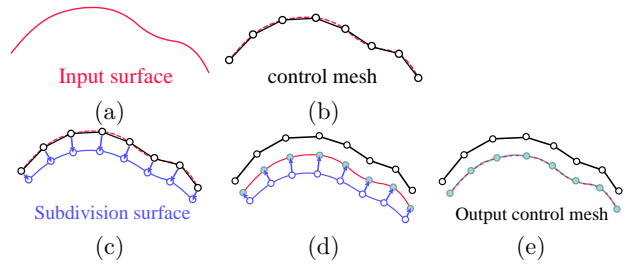 Input surface
control mesh
(a)
(b)
Subdivision surface
Output control mesh
(c)
(d)
(e)